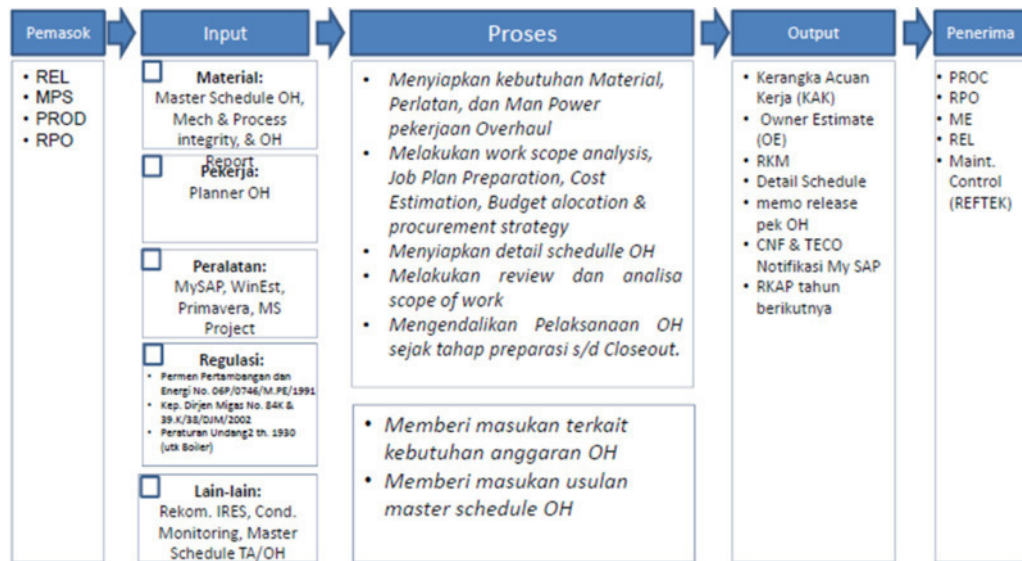 Pemasok
Input
Proses
Output
Penerima
• REL
• MPS
• PROD
• RPO
Material:
Master Schedule OH,
Mech & Process
integrity, & OH
Report
Pekerja:
Planner OH
Peralatan:
MySAP, WinEst,
Primavera, MS
Project
Regulasi:
• Permen Pertambangan dan
Energi No. 06P/0746/M.PE/1991
• Kep. Dirjen Migas No. 84K &
39.K/38/DJM/2002
• Peraturan Undang2 th. 1930
(utk Boiler)
Lain-lain:
Rekom. IRES, Cond.
Monitoring, Master
Schedule TA/OH
• Menyiapkan kebutuhan Material,
Perlatan, dan Man Power
pekerjaan Overhaul
• Melakukan work scope analysis,
Job Plan Preparation, Cost
Estimation, Budget alocation &
procurement strategy
• Menyiapkan detail schedulle OH
• Melakukan review dan analisa
scope of work
• Mengendalikan Pelaksanaan OH
sejak tahap preparasi s/d Closeout.
• Memberi masukan terkait
kebutuhan anggaran OH
• Memberi masukan usulan
master schedule OH
• Kerangka Acuan
Kerja (KAK)
• Owner Estimate
(OE)
• RKM
• Detail Schedule
• memo release
pek OH
• CNF & TECO
Notifikasi My SAP
• RKAP tahun
berikutnya
• PROC
• RPO
• ME
• REL
• Maint.
Control
(REFTEK)